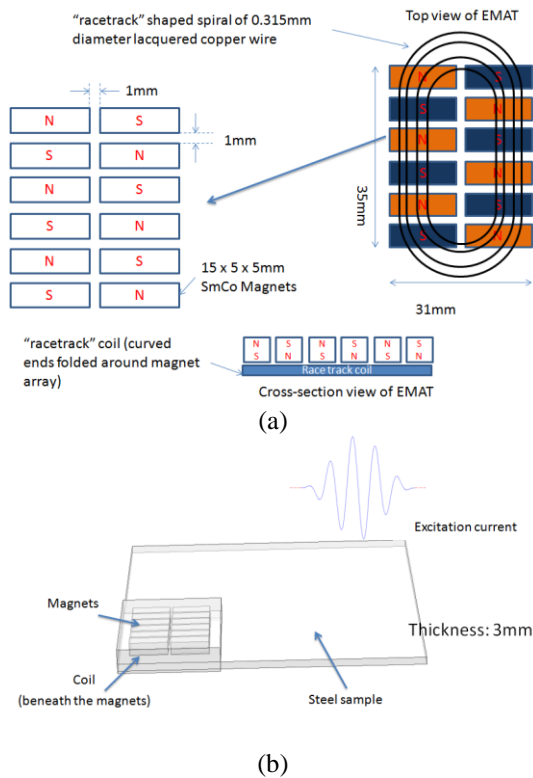 "racetrack" shaped spiral of 0.315mm
diameter lacquered copper wire
Top view of EMAT
1mm
1mm
N S
S N
N S
S N
N S
S N
15 x 5 x 5mm
SmCo Magnets
N S
S N
N S
S N
N S
S N
35mm
31mm
"racetrack" coil (curved
ends folded around magnet
array)
N S N S N S
S N S N S N
Race track coil
Cross-section view of EMAT
(a)
Excitation current
Magnets
Thickness: 3mm
Coil
(beneath the magnets)
Steel sample
(b)